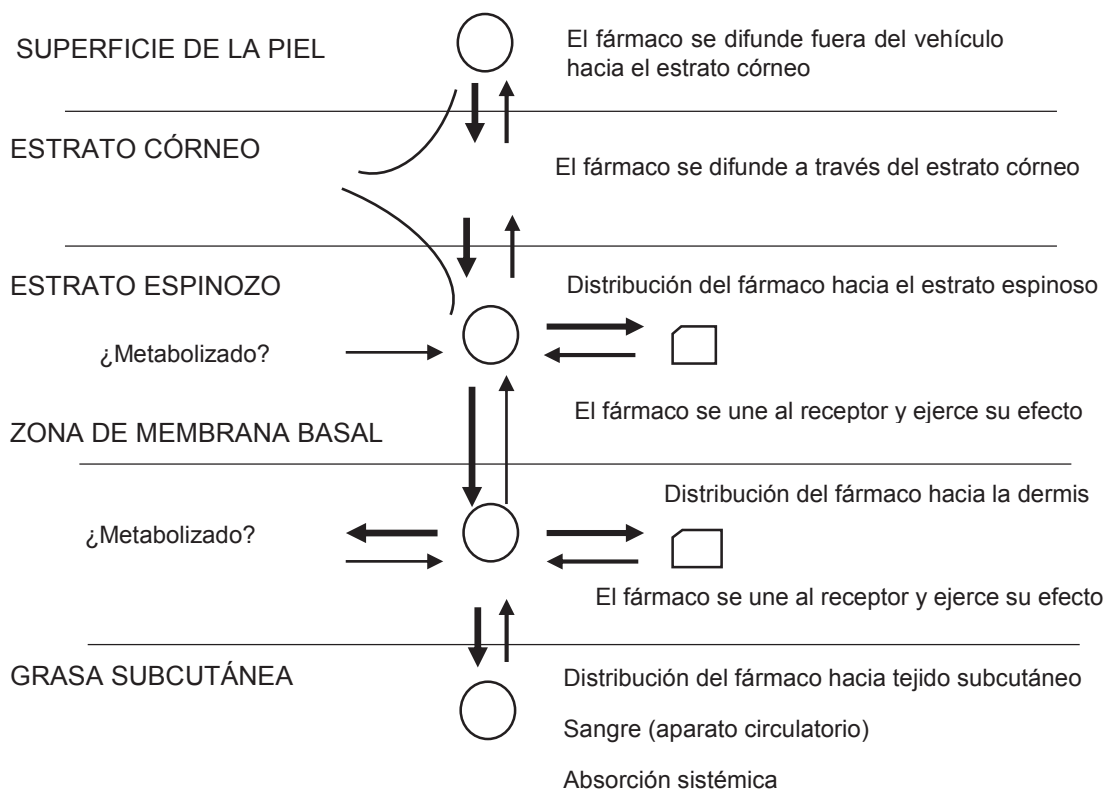 SUPERFICIE DE LA PIEL
El fármaco se difunde fuera del vehículo
hacia el estrato córneo
ESTRATO CÓRNEO
El fármaco se difunde a través del estrato córneo
ESTRATO ESPINOZO
Distribución del fármaco hacia el estrato espinoso
¿Metabolizado?
El fármaco se une al receptor y ejerce su efecto
ZONA DE MEMBRANA BASAL
Distribución del fármaco hacia la dermis
¿Metabolizado?
El fármaco se une al receptor y ejerce su efecto
GRASA SUBCUTÁNEA
Distribución del fármaco hacia tejido subcutáneo
Sangre (aparato circulatorio)
Absorción sistémica